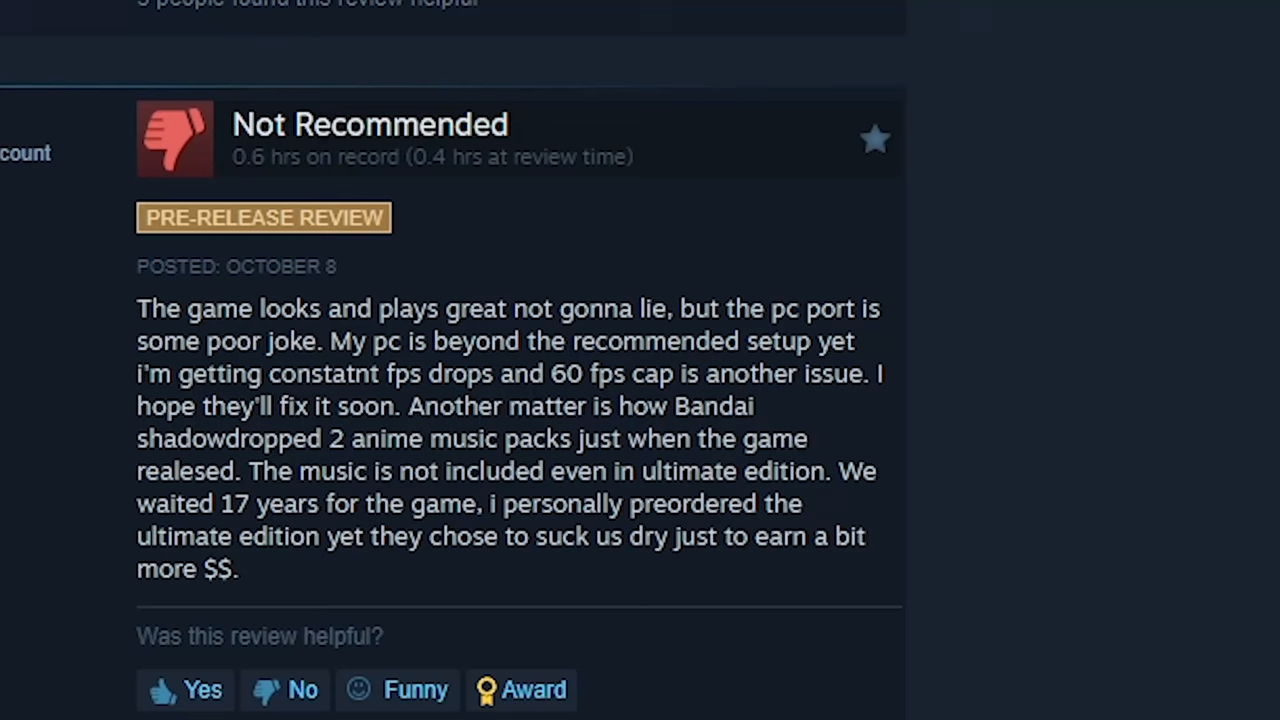 5 people found this review helpful
count
Not Recommended
0.6 hrs on record (0.4 hrs at review time)
PRE-RELEASE REVIEW
POSTED: OCTOBER 8
The game looks and plays great not gonna lie, but the pc port is
some poor joke. My pc is beyond the recommended setup yet
i'm getting constatnt fps drops and 60 fps cap is another issue. I
hope they'll fix it soon. Another matter is how Bandai
shadowdropped 2 anime music packs just when the game
realesed. The music is not included even in ultimate edition. We
waited 17 years for the game, i personally preordered the
ultimate edition yet they chose to suck us dry just to earn a bit
more $$.
Was this review helpful?
Yes
No
Funny
Award